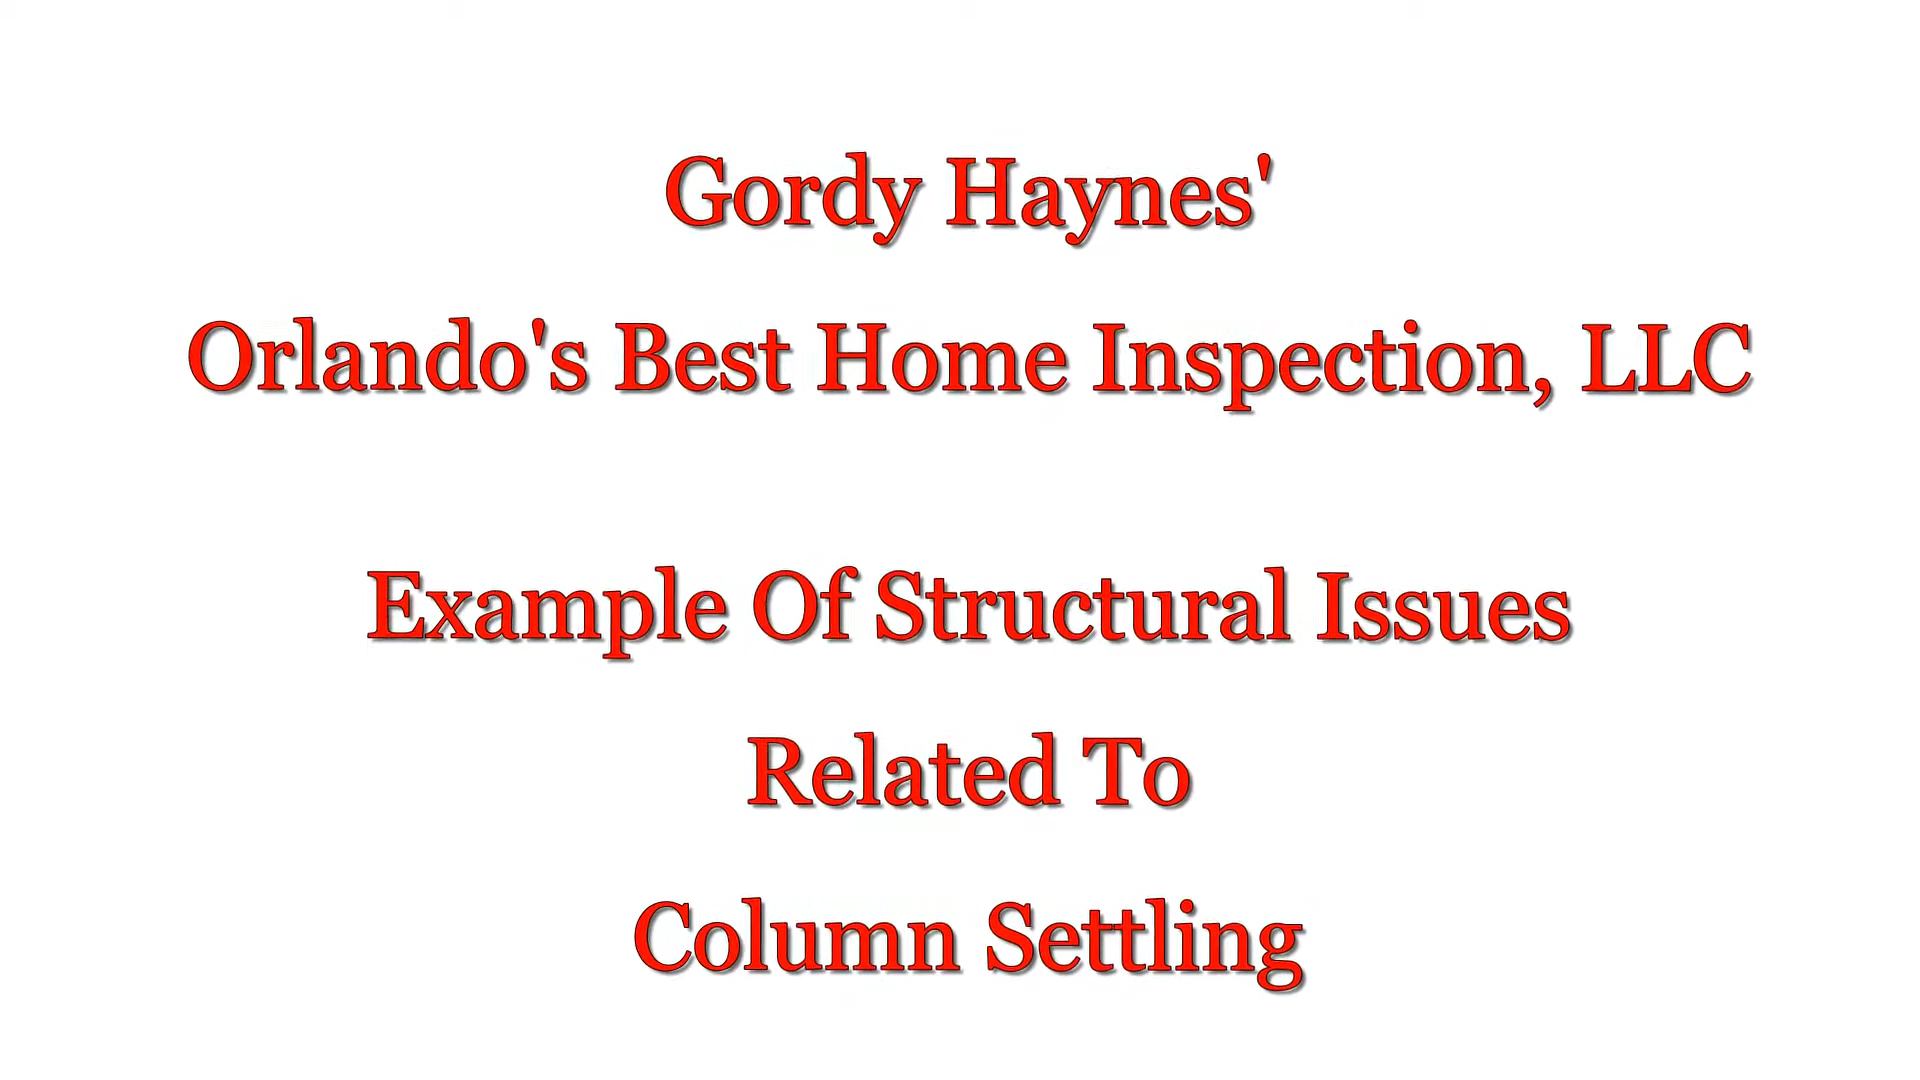 Gordy Haynes'
Orlando's Best Home Inspection, LLC
Example Of Structural Issues
Related To
Column Settling